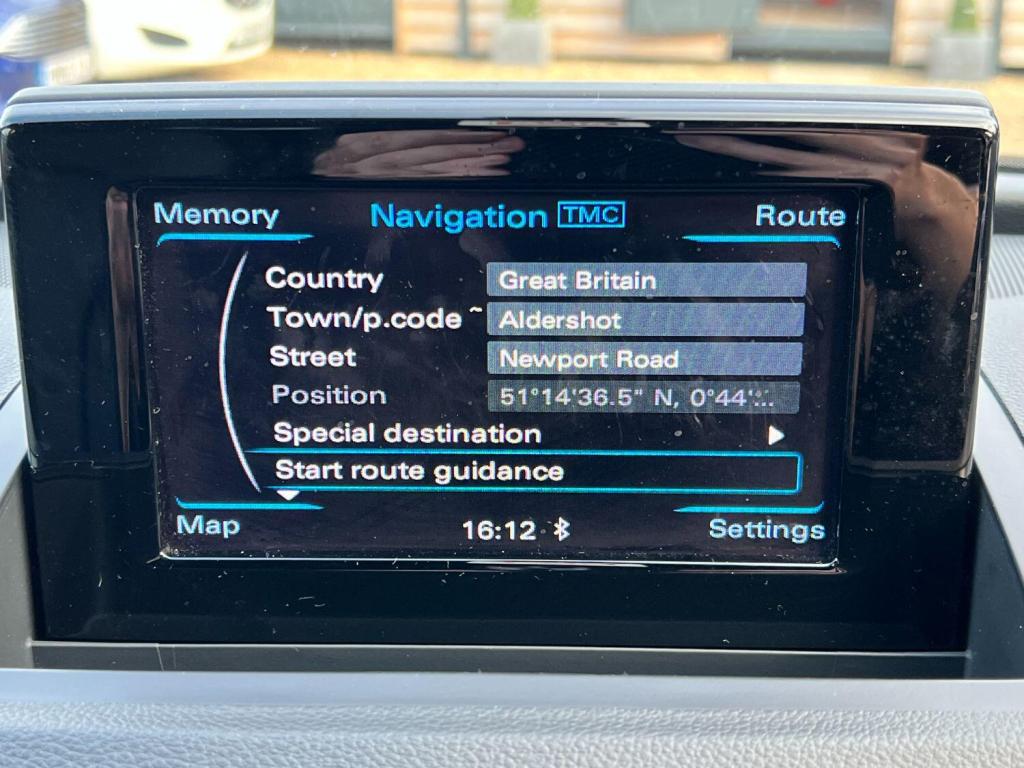 Memory Navigation TMC Route
Country Great Britain
Town/p.code ~ Aldershot
Street Newport Road
Position 51°14'36.5" N, 0°44'...
Special destination
Start route guidance
Map 16:12 Settings